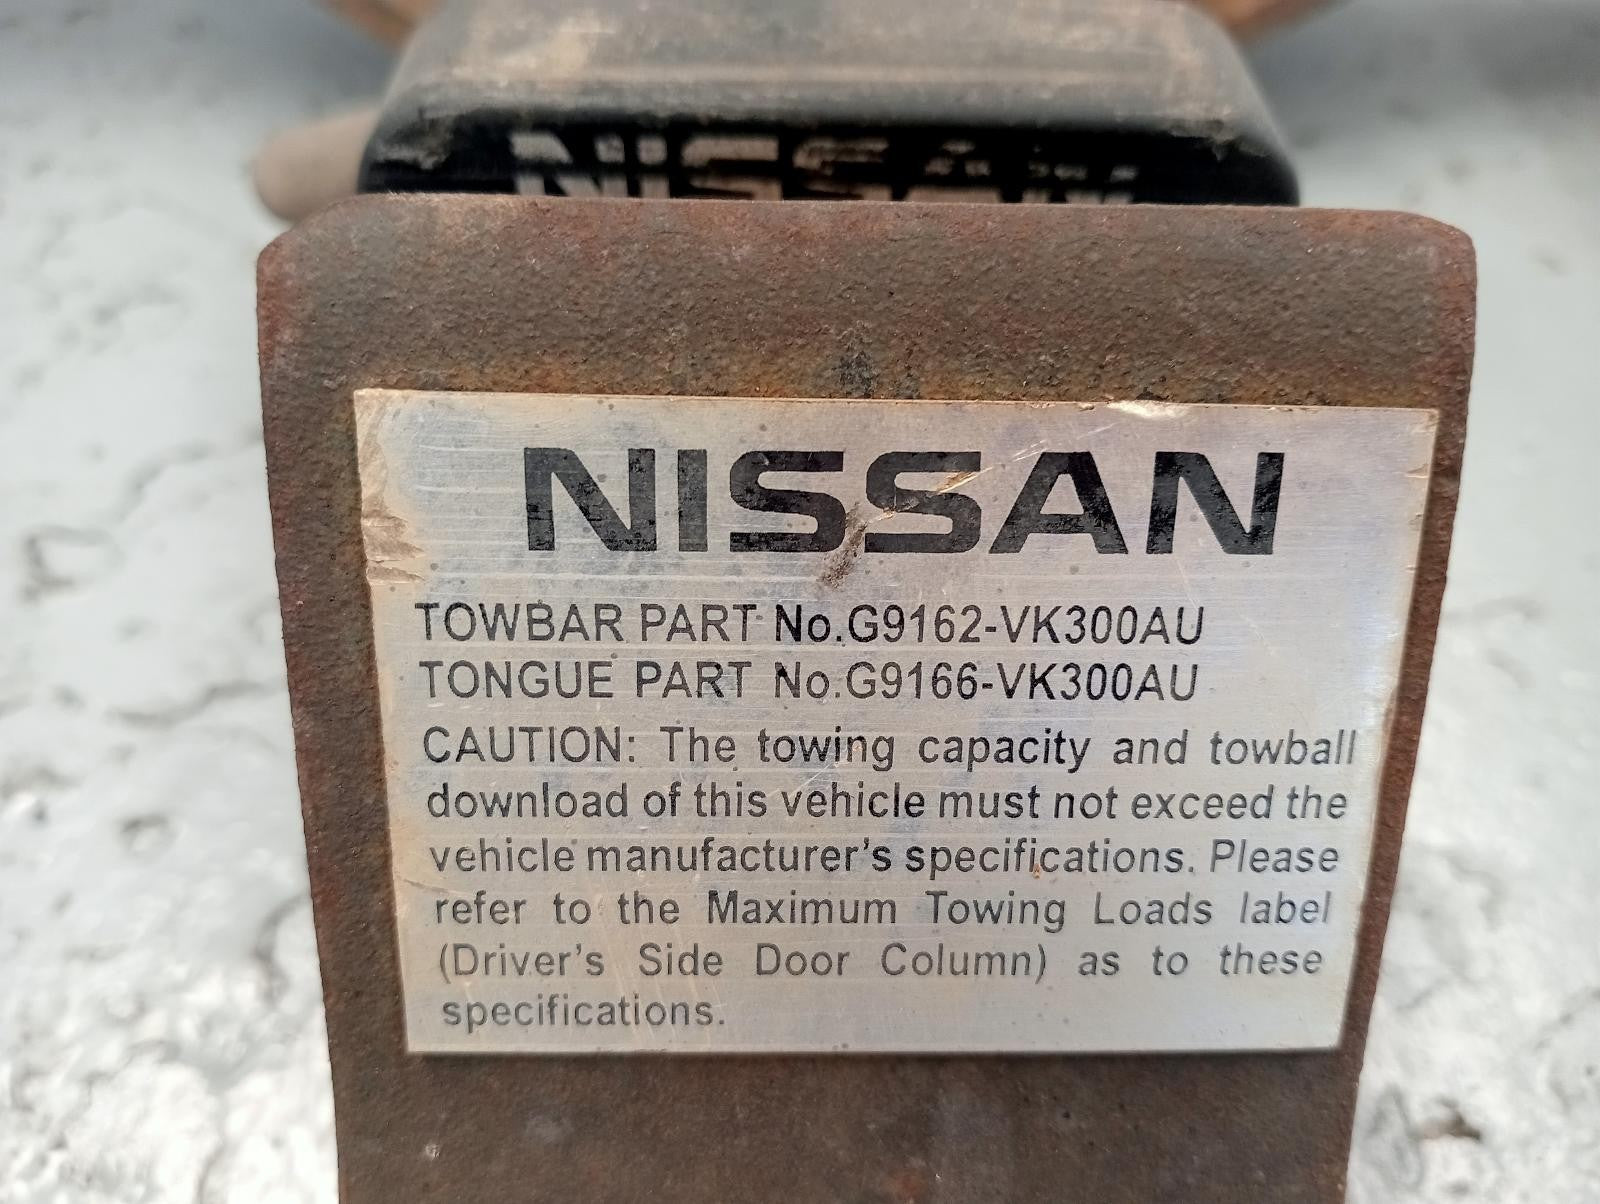 NISSAN
NISSAN
TOWBAR PART No.G9162-VK300AU
TONGUE PART No.G9166-VK300AU
CAUTION: The towing capacity and towball
download of this vehicle must not exceed the
vehicle manufacturer's specifications. Please
refer to the Maximum Towing Loads label
(Driver's Side Door Column) as to these
specifications.